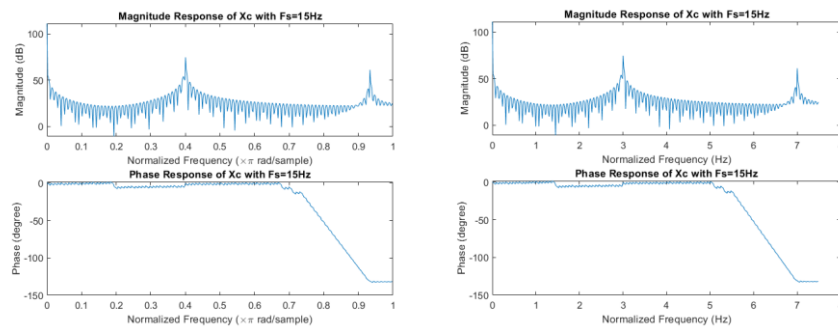 Magnitude Response of Xc with Fs=15Hz
Magnitude (dB)
100
50
0
0 0.1 0.2 0.3 0.4 0.5 0.6 0.7 0.8 0.9 1
Normalized Frequency (×π rad/sample)
Phase Response of Xc with Fs=15Hz
Phase (degree)
0
-50
-100
-150
0 0.1 0.2 0.3 0.4 0.5 0.6 0.7 0.8 0.9 1
Normalized Frequency (×π rad/sample)
Magnitude Response of Xc with Fs=15Hz
Magnitude (dB)
100
50
0
0 1 2 3 4 5 6 7
Normalized Frequency (Hz)
Phase Response of Xc with Fs=15Hz
Phase (degree)
0
-50
-100
-150
0 1 2 3 4 5 6 7
Normalized Frequency (Hz)